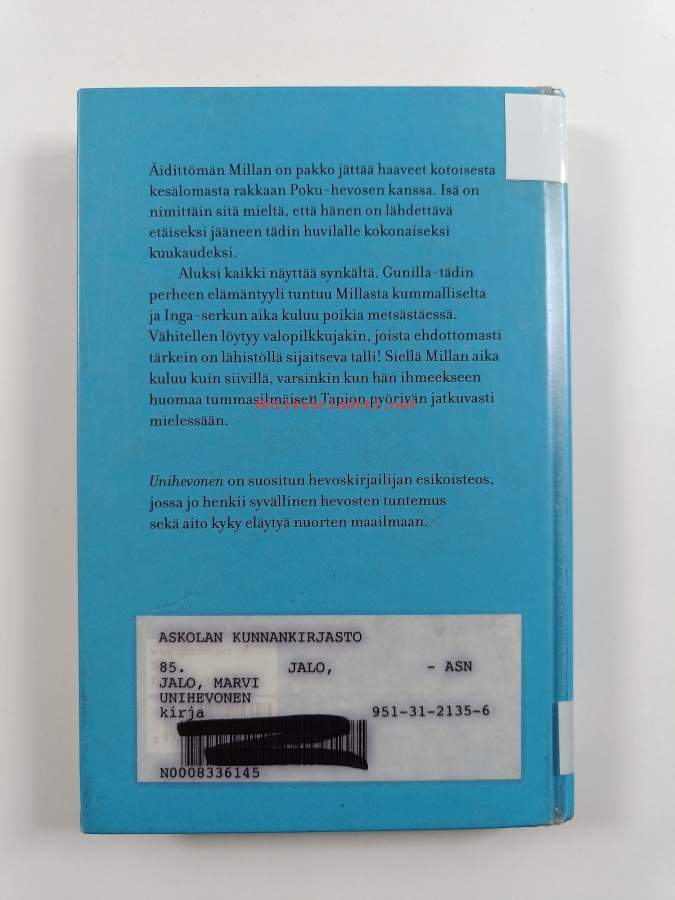 Äidittömän Millan on pakko jättää haaveet kotoisesta
kesälomasta rakkaan Poku-hevosen kanssa. Isä on
nimittäin sitä mieltä, että hänen on lähdettävä
etäiseksi jääneen tädin huvilalle kokonaiseksi
kuukaudeksi.
Aluksi kaikki näyttää synkältä. Gunilla-tädin
perheen elämäntyyli tuntuu Millasta kummalliselta
ja Inga-serkun aika kuluu poikia metsästäessä.
Vähitellen löytyy valopilkkujakin, joista ehdottomasti
tärkein on lähistöllä sijaitseva talli! Siellä Millan aika
kuluu kuin siivillä, varsinkin kun hän ihmeekseen
huomaa tummasilmäisen Tapion pyörivän jatkuvasti
Antikvariaatti.net
mielessään.
Unihevonen on suositun hevoskirjailijan esikoisteos,
jossa jo henkii syvällinen hevosten tuntemus
sekä aito kyky eläytyä nuorten maailmaan.
ASKOLAN KUNNANKIRJASTO
85. JALO, - ASN
JALO, MARVI
UNIHEVONEN
kirja 951-31-2135-6
N0008336145